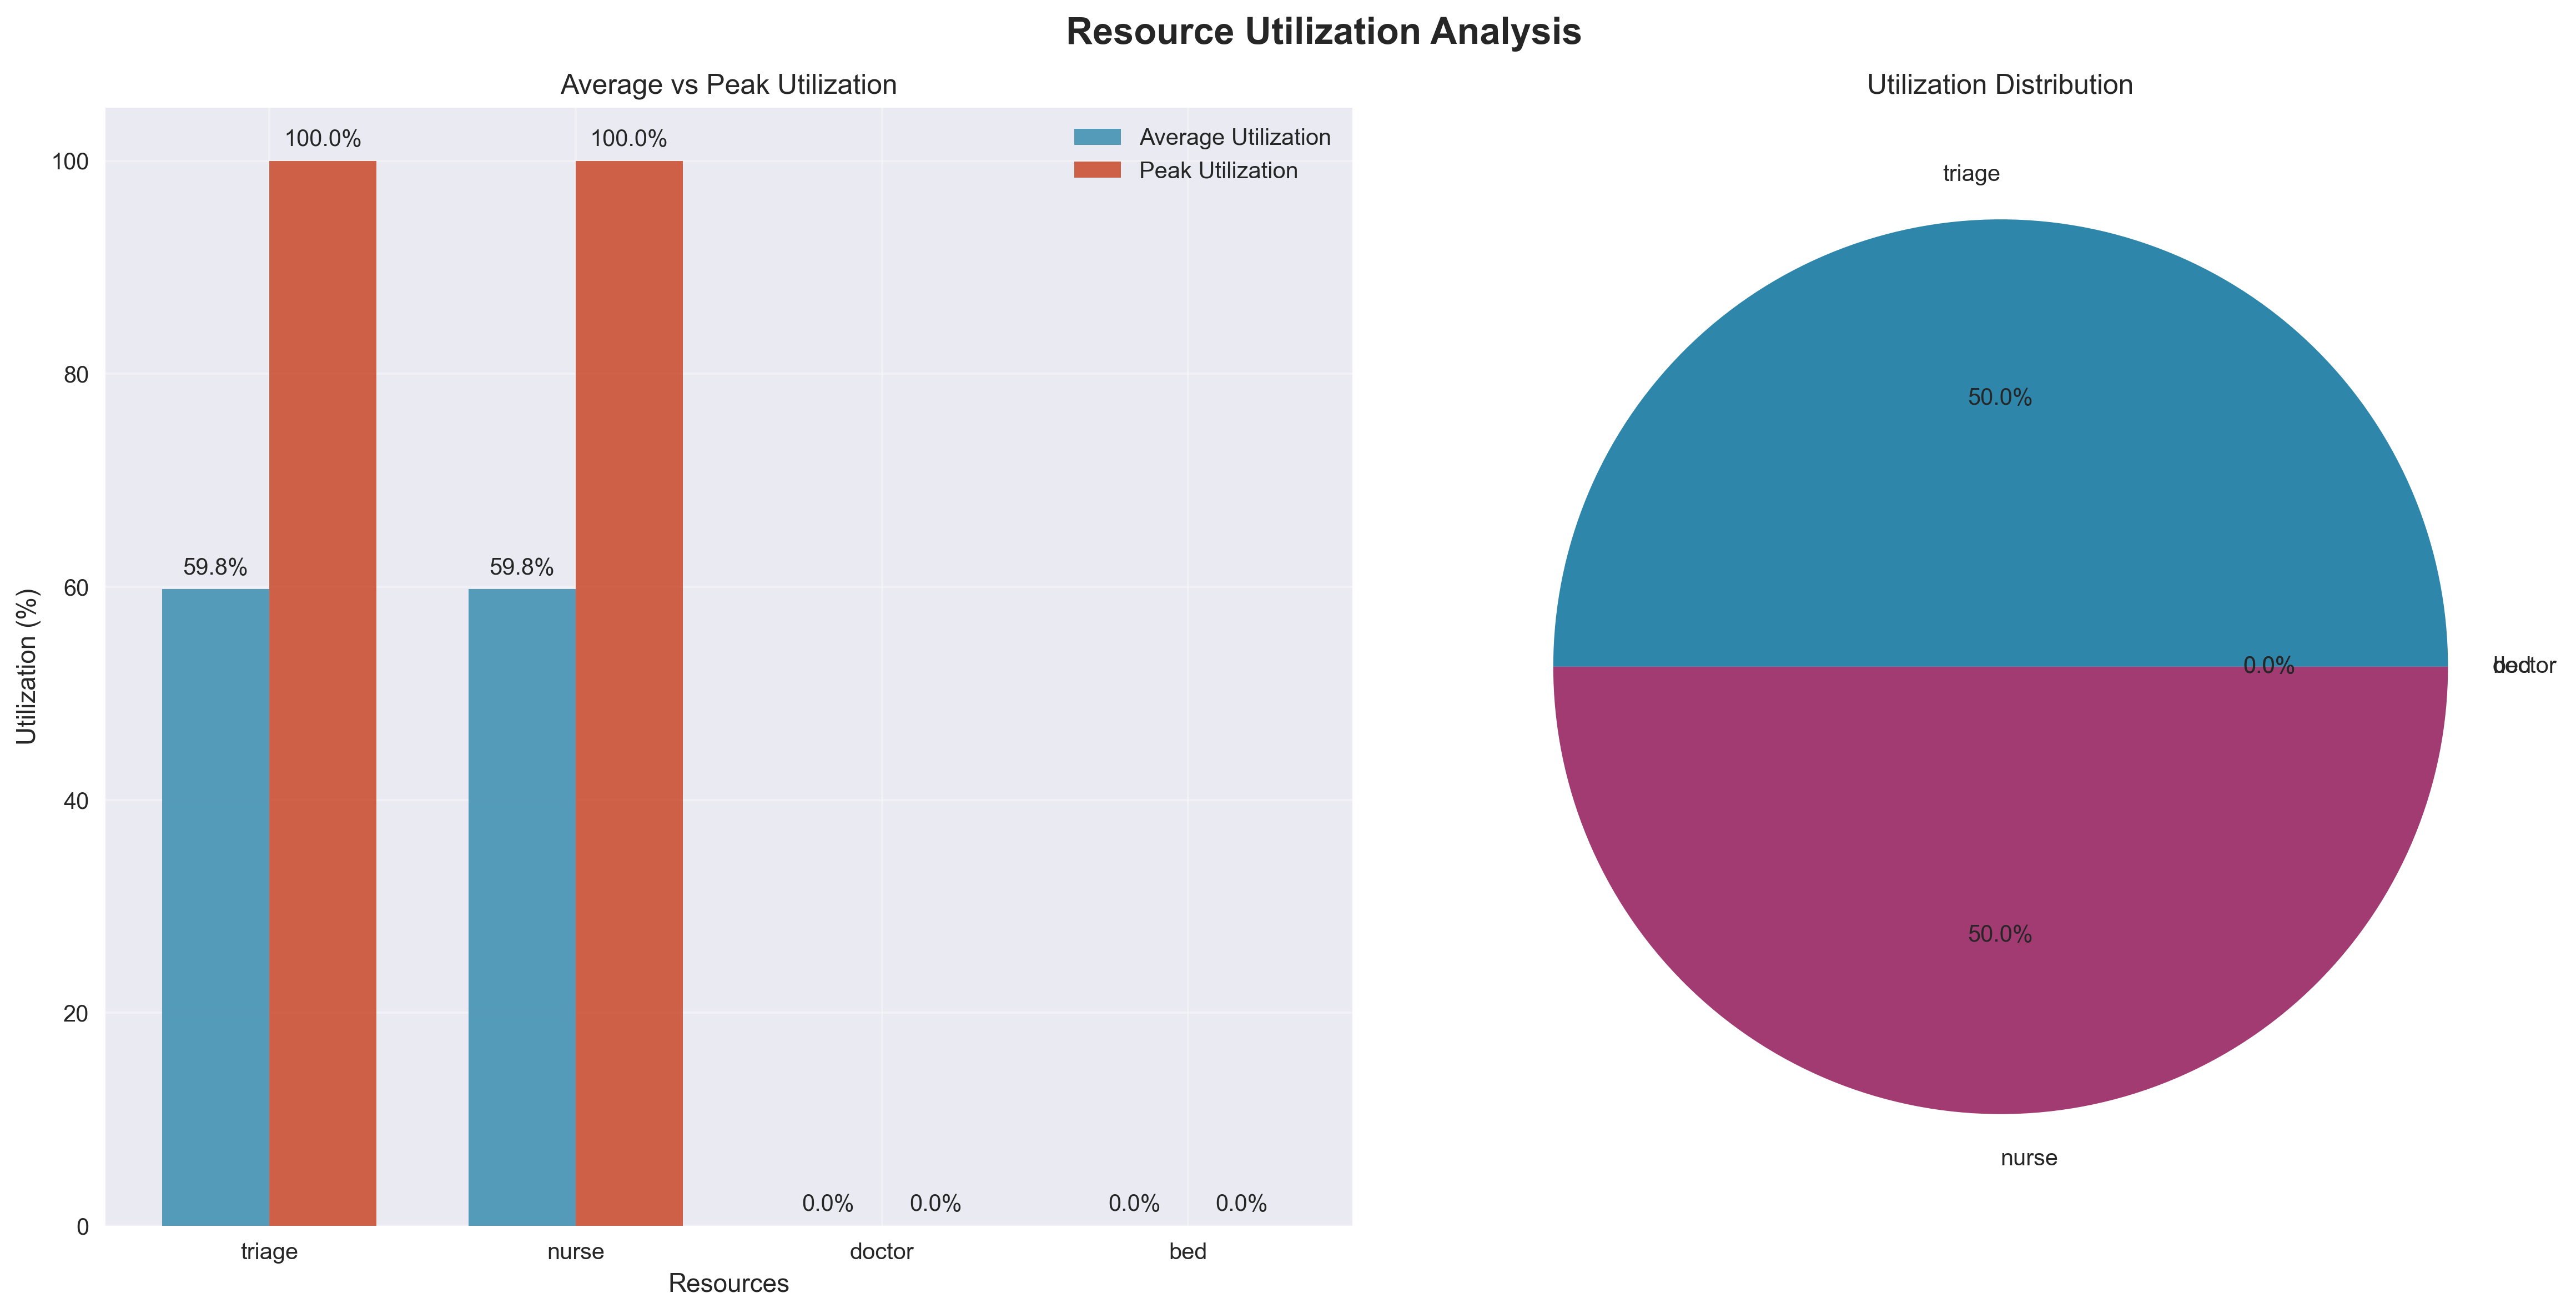 Resource Utilization Analysis
Average vs Peak Utilization
Average Utilization
Peak Utilization
100.0%
100.0%
59.8%
59.8%
0.0%
0.0%
0.0%
0.0%
100
80
60
40
20
0
Utilization (%)
triage
nurse
doctor
bed
Resources
Utilization Distribution
triage
50.0%
0.0%
doctor
bed
50.0%
nurse